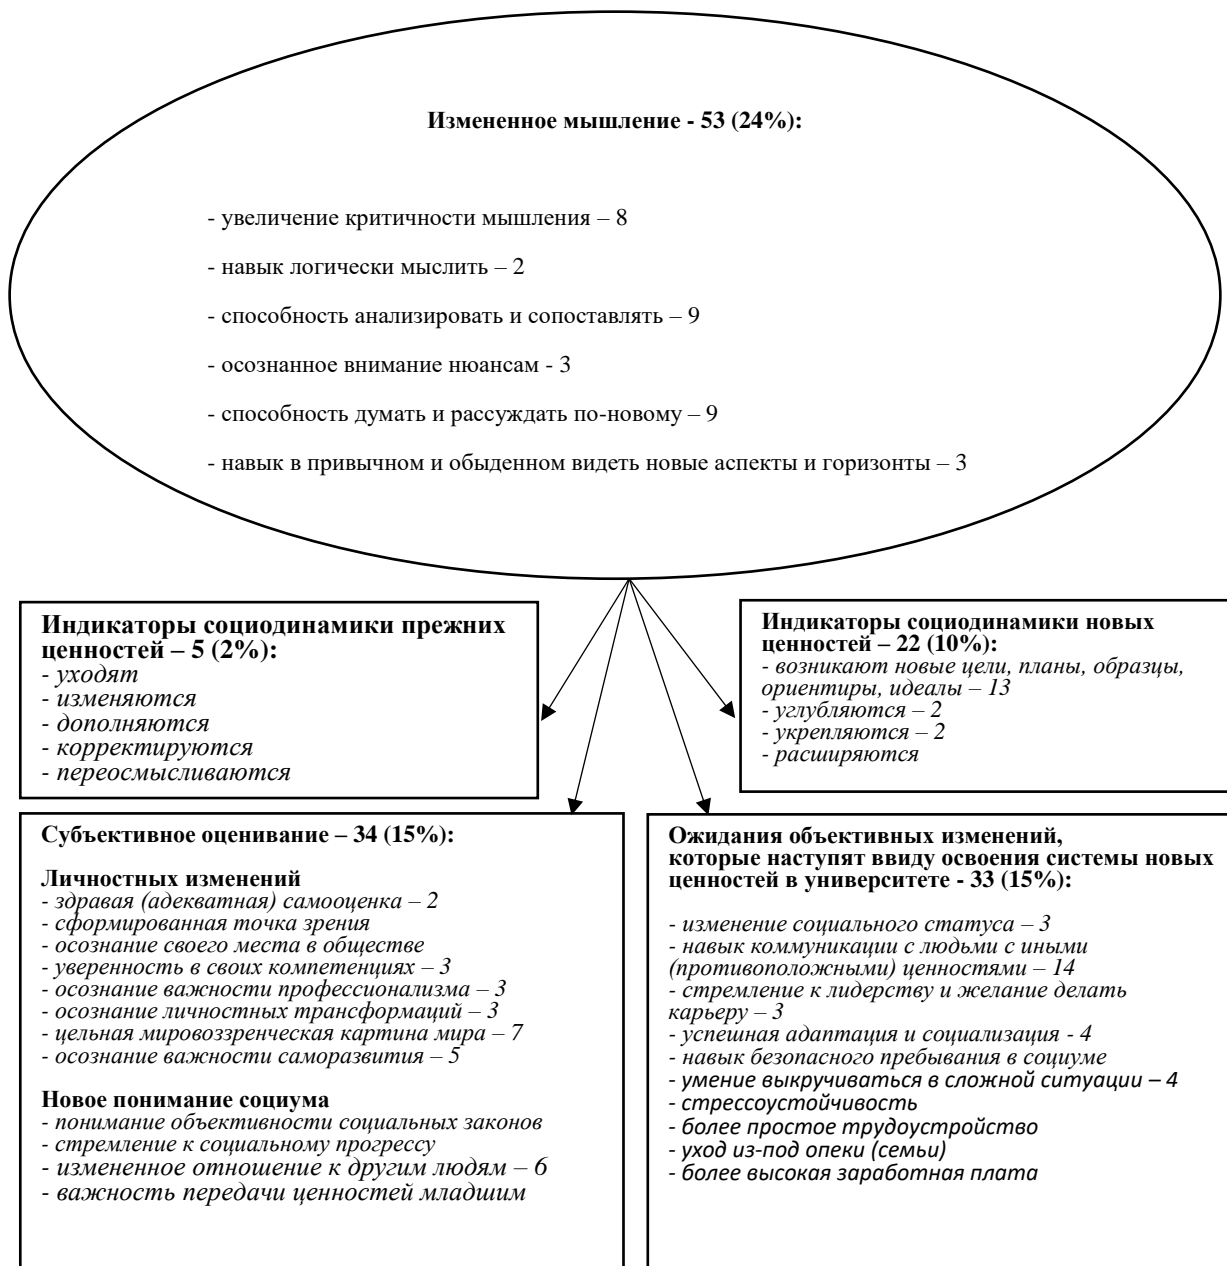 Измененное мышление - 53 (24%):
- увеличение критичности мышления – 8
- навык логически мыслить – 2
- способность анализировать и сопоставлять – 9
- осознанное внимание нюансам - 3
- способность думать и рассуждать по-новому – 9
- навык в привычном и обыденном видеть новые аспекты и горизонты – 3
Индикаторы социодинамики прежних
ценностей – 5 (2%):
- уходят
- изменяются
- дополняются
- корректируются
- переосмысливаются
Индикаторы социодинамики новых
ценностей – 22 (10%):
- возникают новые цели, планы, образцы,
ориентиры, идеалы – 13
- углубляются – 2
- укрепляются – 2
- расширяются
Субъективное оценивание – 34 (15%):
Личностных изменений
- здравая (адекватная) самооценка – 2
- сформированная точка зрения
- осознание своего места в обществе
- уверенность в своих компетенциях – 3
- осознание важности профессионализма – 3
- осознание личностных трансформаций – 3
- цельная мировоззренческая картина мира – 7
- осознание важности саморазвития – 5
Новое понимание социума
- понимание объективности социальных законов
- стремление к социальному прогрессу
- измененное отношение к другим людям – 6
- важность передачи ценностей младшим
Ожидания объективных изменений,
которые наступят ввиду освоения системы новых
ценностей в университете - 33 (15%):
- изменение социального статуса – 3
- навык коммуникации с людьми с иными
(противоположными) ценностями – 14
- стремление к лидерству и желание делать
карьеру – 3
- успешная адаптация и социализация - 4
- навык безопасного пребывания в социуме
- умение выкручиваться в сложной ситуации – 4
- стрессоустойчивость
- более простое трудоустройство
- уход из-под опеки (семьи)
- более высокая заработная плата